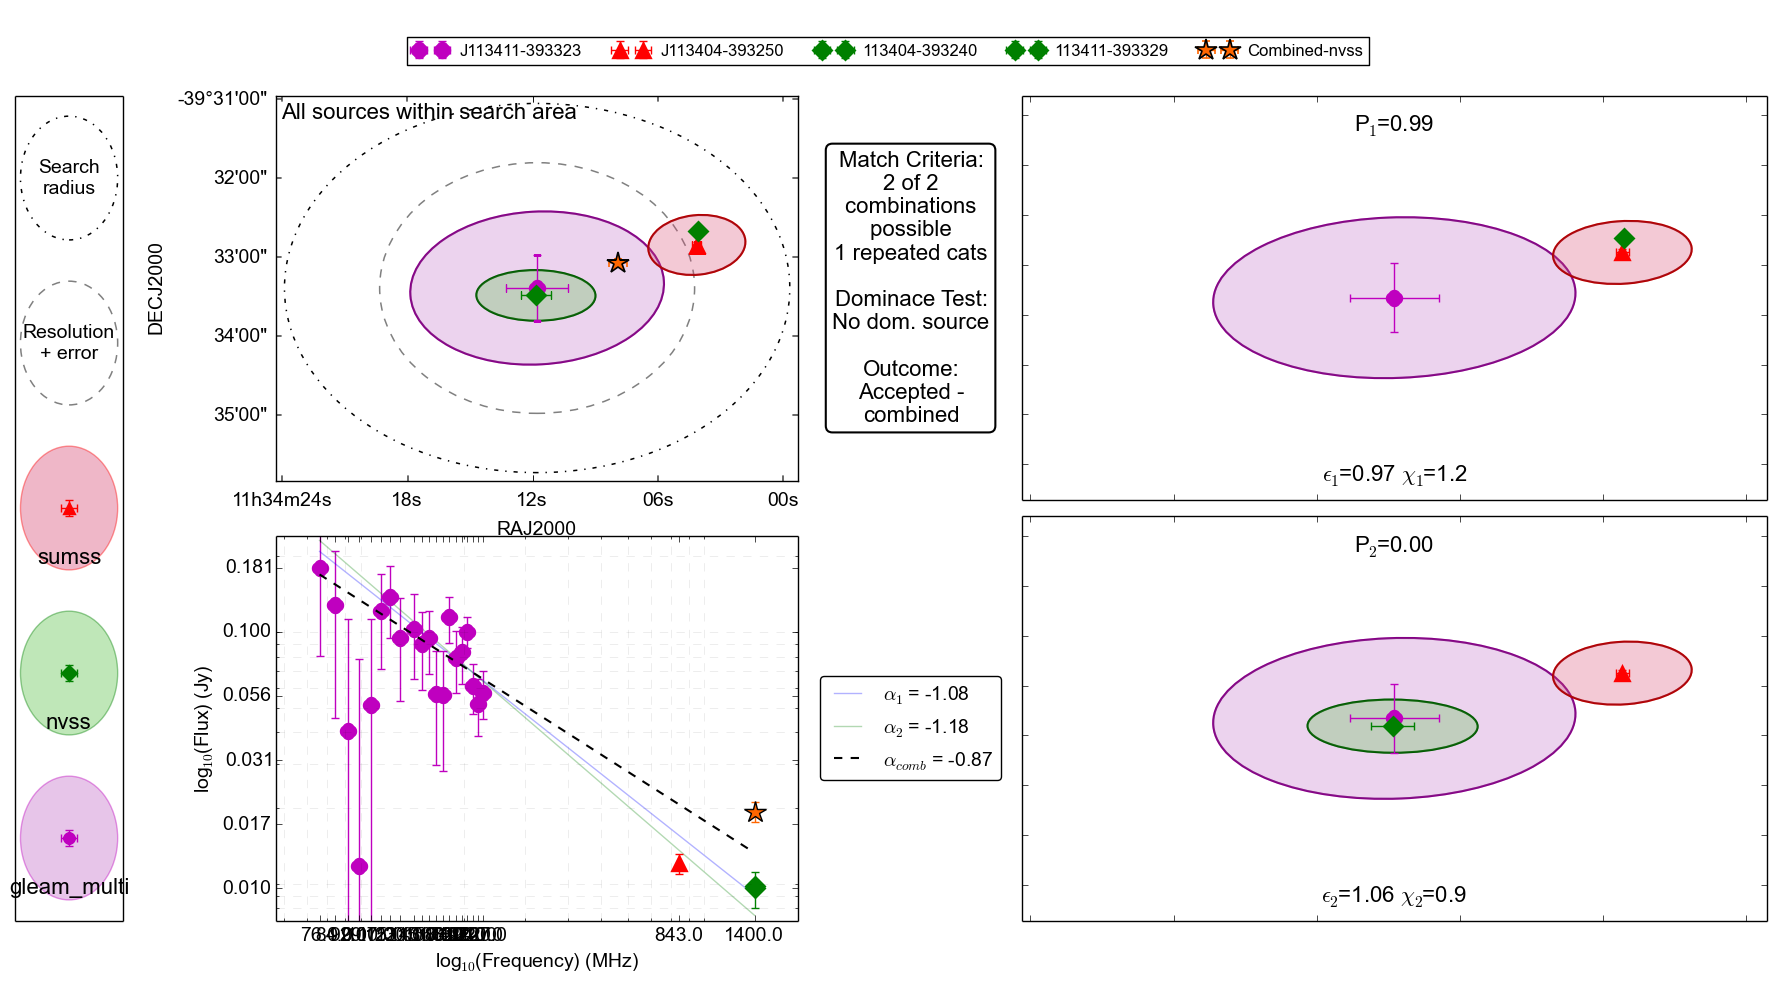 J113411-393323 J113404-393250 113404-393240 113411-393329 Combined-nvss
Search
radius
Resolution
+ error
sumss
nvss
gleam_multi
All sources within search area
DECJ2000
-39°31'00"
32'00"
33'00"
34'00"
35'00"
11h34m24s 18s 12s 06s 00s
RAJ2000
Match Criteria:
2 of 2
combinations
possible
1 repeated cats
Dominace Test:
No dom. source
Outcome:
Accepted -
combined
P₁=0.99
ϵ₁=0.97 χ₁=1.2
log₁₀(Flux) (Jy)
0.181
0.100
0.056
0.031
0.017
0.010
843.0 1400.0
log₁₀(Frequency) (MHz)
α₁ = -1.08
α₂ = -1.18
α_comb = -0.87
P₂=0.00
ϵ₂=1.06 χ₂=0.9